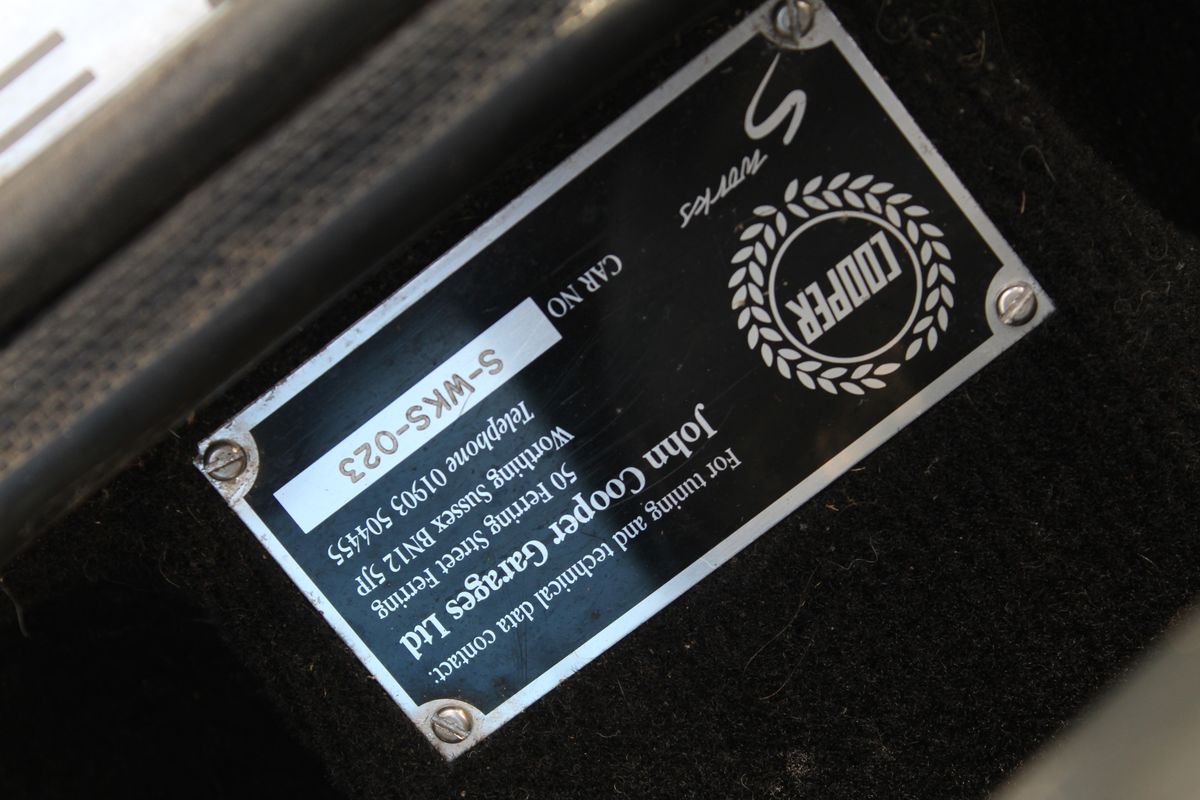 COOPER
S works
For tuning and technical data contact:
John Cooper Garages Ltd
50 Ferring Street Ferring
Worthing Sussex BN12 5JP
Telephone 01903 504455
CAR NO
S-WKS-023